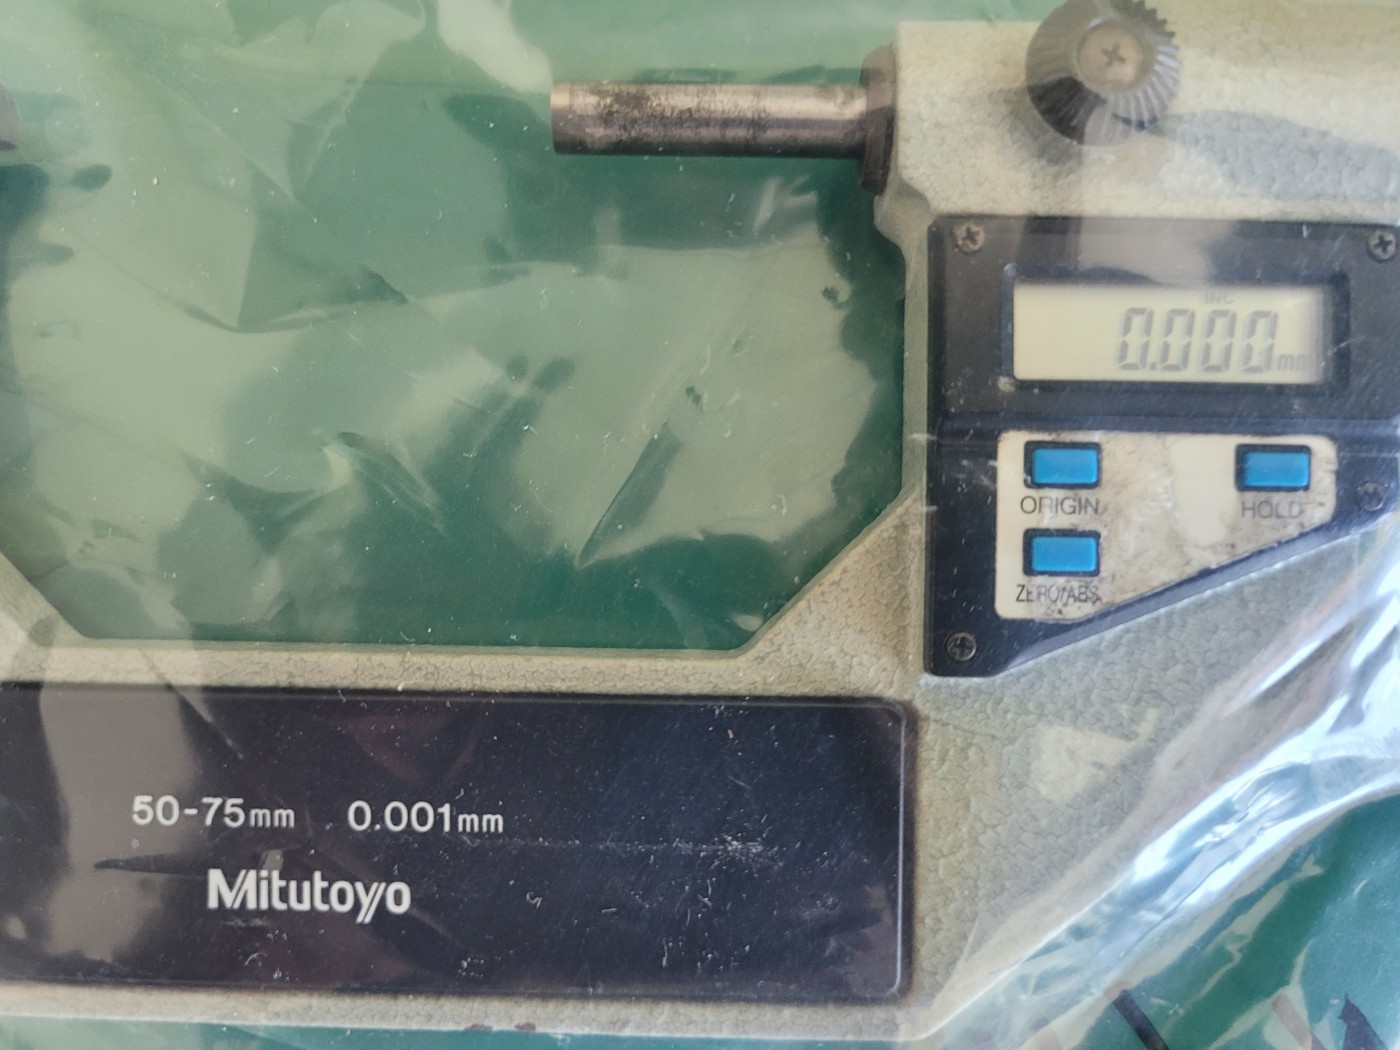 INC
0.000mm
ORIGIN
HOLD
ZERO/ABS
50-75mm 0.001mm
Mitutoyo